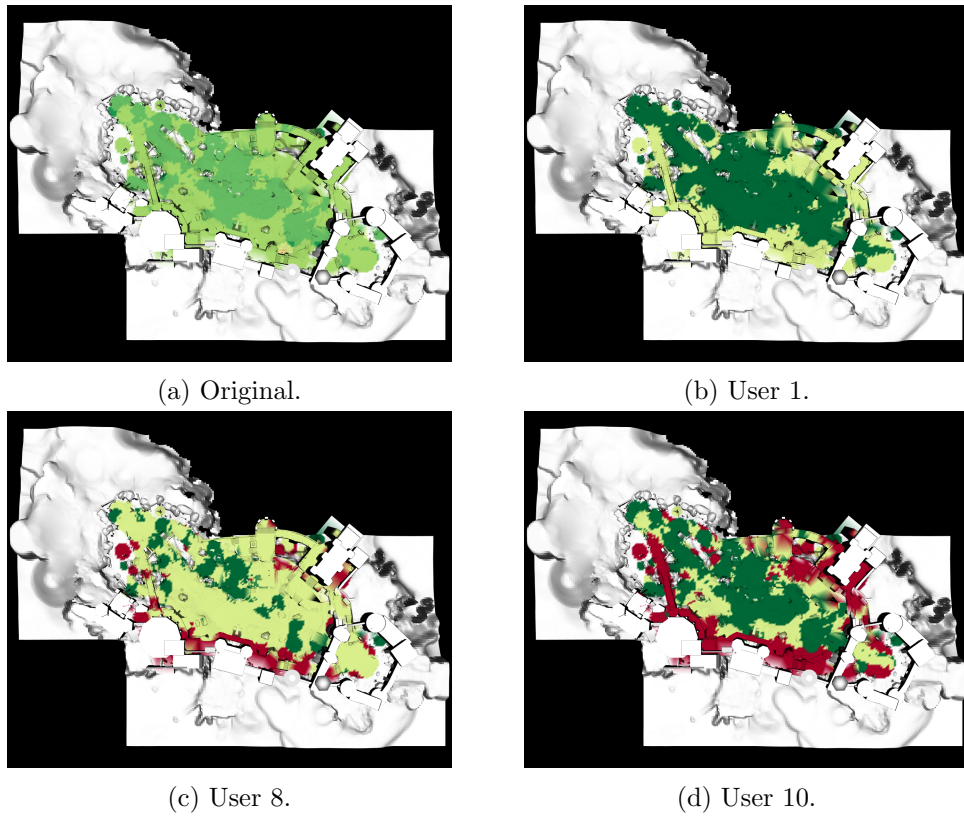 (a) Original.
(b) User 1.
(c) User 8.
(d) User 10.